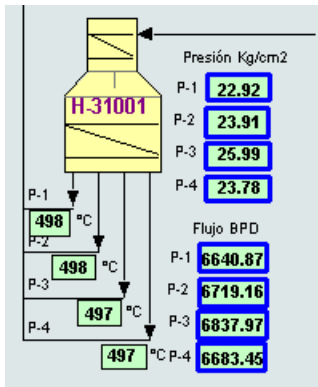 Presión Kg/cm2
H-31001
P-1 22.92
P-2 23.91
P-3 25.99
P-4 23.78
P-1
498 °C
P-2
498 °C
P-3
497 °C
P-4
497 °C
Flujo BPD
P-1 6640.87
P-2 6719.16
P-3 6837.97
P-4 6683.45